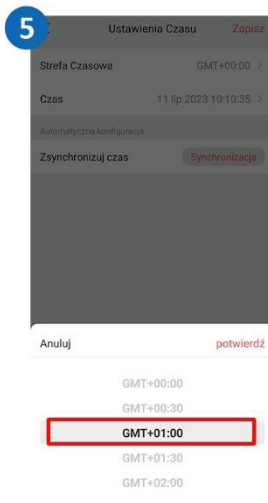 5
Ustawienia Czasu Zapisz
Strefa Czasowa GMT+00:00 >
Czas 11 lip 2023 10:10:35 >
Automatyczna konfiguracja
Zsynchronizuj czas Synchronizacja
Anuluj potwierdź
GMT+00:00
GMT+00:30
GMT+01:00
GMT+01:30
GMT+02:00